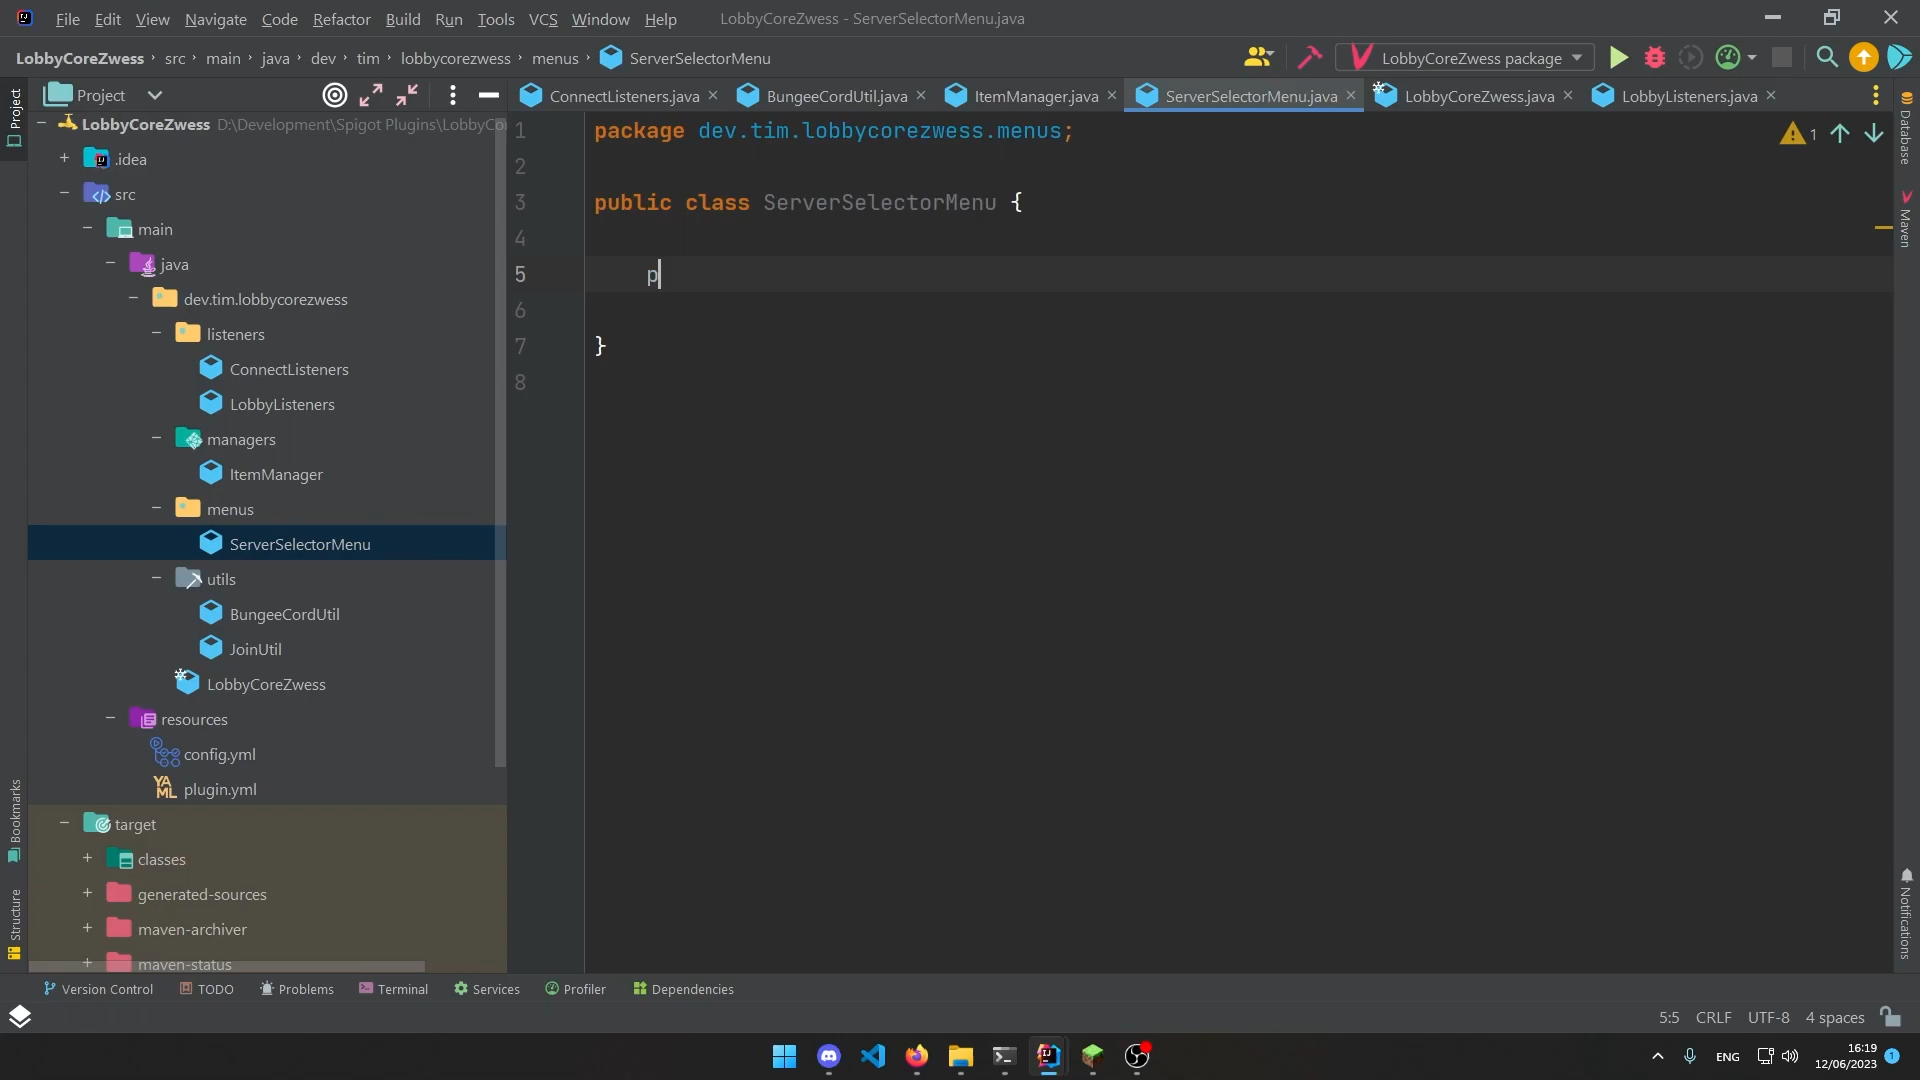 File Edit View Navigate Code Refactor Build Run Tools VCS Window Help LobbyCoreZwess - ServerSelectorMenu.java
LobbyCoreZwess › src › main › java › dev › tim › lobbycorezwess › menus › ServerSelectorMenu LobbyCoreZwess package
Project
ConnectListeners.java BungeeCordUtil.java ItemManager.java ServerSelectorMenu.java LobbyCoreZwess.java LobbyListeners.java
Project
Bookmarks
Structure
LobbyCoreZwess D:\Development\Spigot Plugins\LobbyCo
.idea
src
main
java
dev.tim.lobbycorezwess
listeners
ConnectListeners
LobbyListeners
managers
ItemManager
menus
ServerSelectorMenu
utils
BungeeCordUtil
JoinUtil
LobbyCoreZwess
resources
config.yml
YAML plugin.yml
target
classes
generated-sources
maven-archiver
maven-status
1 package dev.tim.lobbycorezwess.menus;
2
3 public class ServerSelectorMenu {
4
5 p
6
7 }
8
1
Database
Maven
Notifications
Version Control TODO Problems Terminal Services Profiler Dependencies
5:5 CRLF UTF-8 4 spaces
ENG
16:19
12/06/2023
1